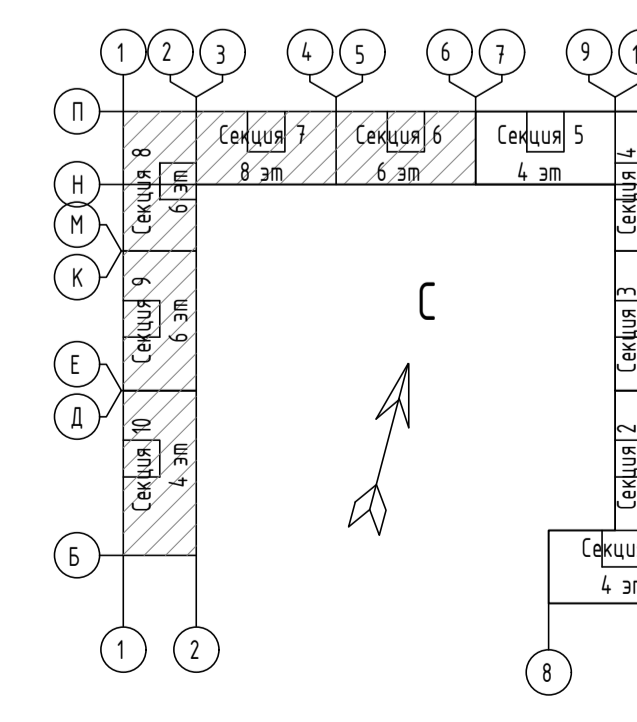 1 2 3 4 5 6 7 9
П
Секция 7 Секция 6 Секция 5
8 эт 6 эт 4 эт
Н
Секция 8
6 эт
М
К
Секция 9
6 эт
С
Е
Д
Секция 10
4 эт
Б
Секция 4
Секция 3
Секция 2
4 эт
1 2 8